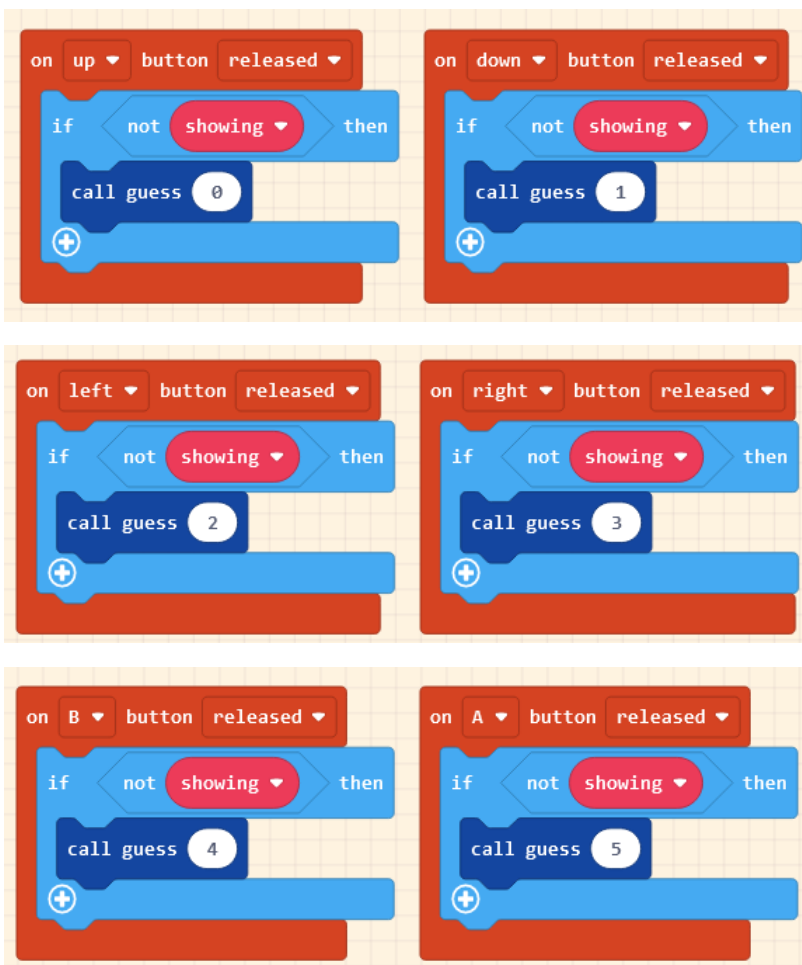 on up button released on down button released
if not showing then if not showing then
call guess 0 call guess 1
on left button released on right button released
if not showing then if not showing then
call guess 2 call guess 3
on B button released on A button released
if not showing then if not showing then
call guess 4 call guess 5